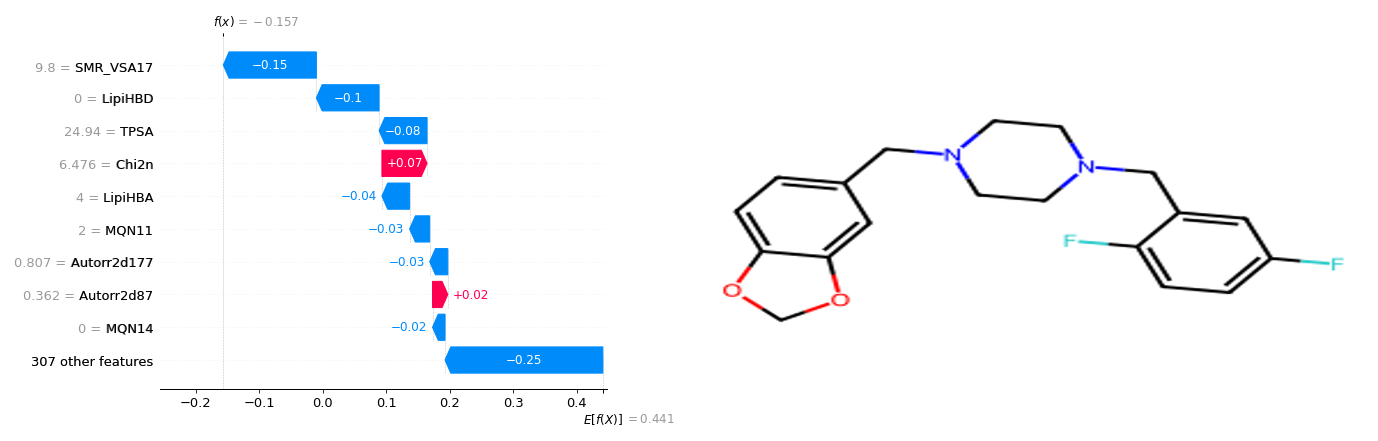 f(x) = −0.157
9.8 = SMR_VSA17
−0.15
0 = LipiHBD
−0.1
24.94 = TPSA
−0.08
6.476 = Chi2n
+0.07
4 = LipiHBA
−0.04
2 = MQN11
−0.03
0.807 = Autorr2d177
−0.03
0.362 = Autorr2d87
+0.02
0 = MQN14
−0.02
307 other features
−0.25
−0.2 −0.1 0.0 0.1 0.2 0.3 0.4
E[f(X)] = 0.441
N
N
F
F
O
O